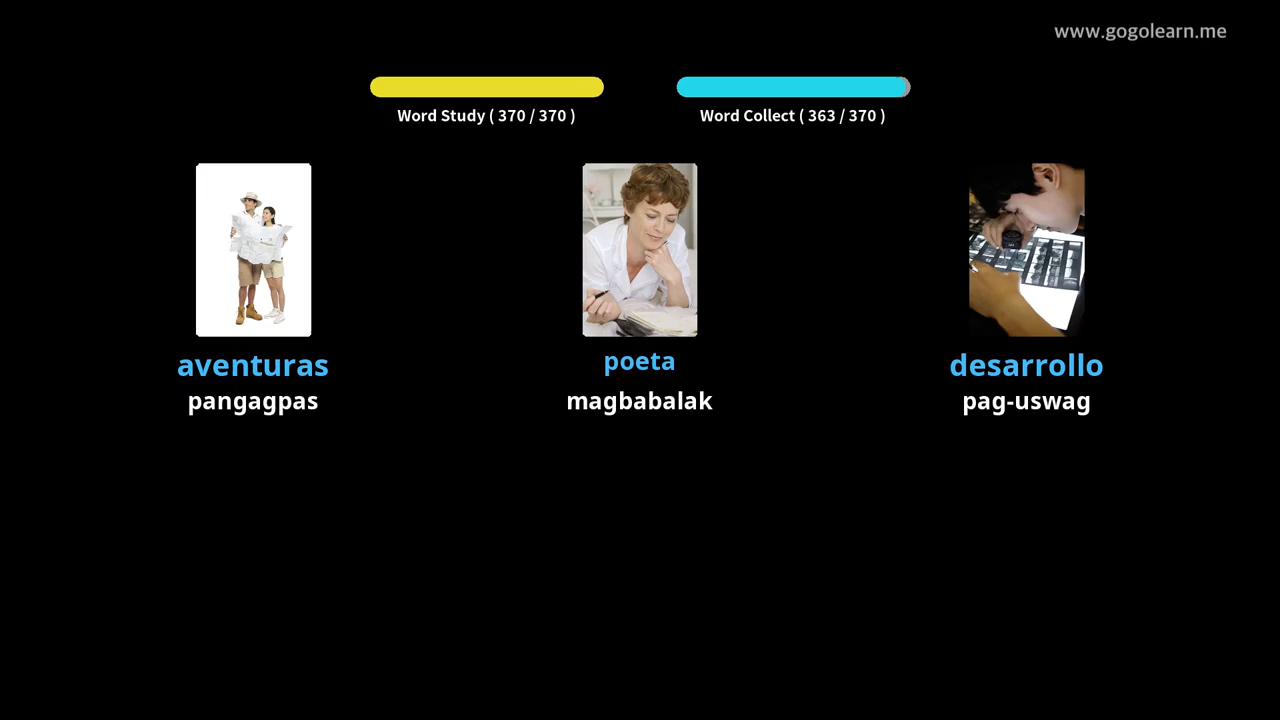 www.gogolearn.me
Word Study ( 370 / 370 )
Word Collect ( 363 / 370 )
aventuras
pangagpas
poeta
magbabalak
desarrollo
pag-uswag